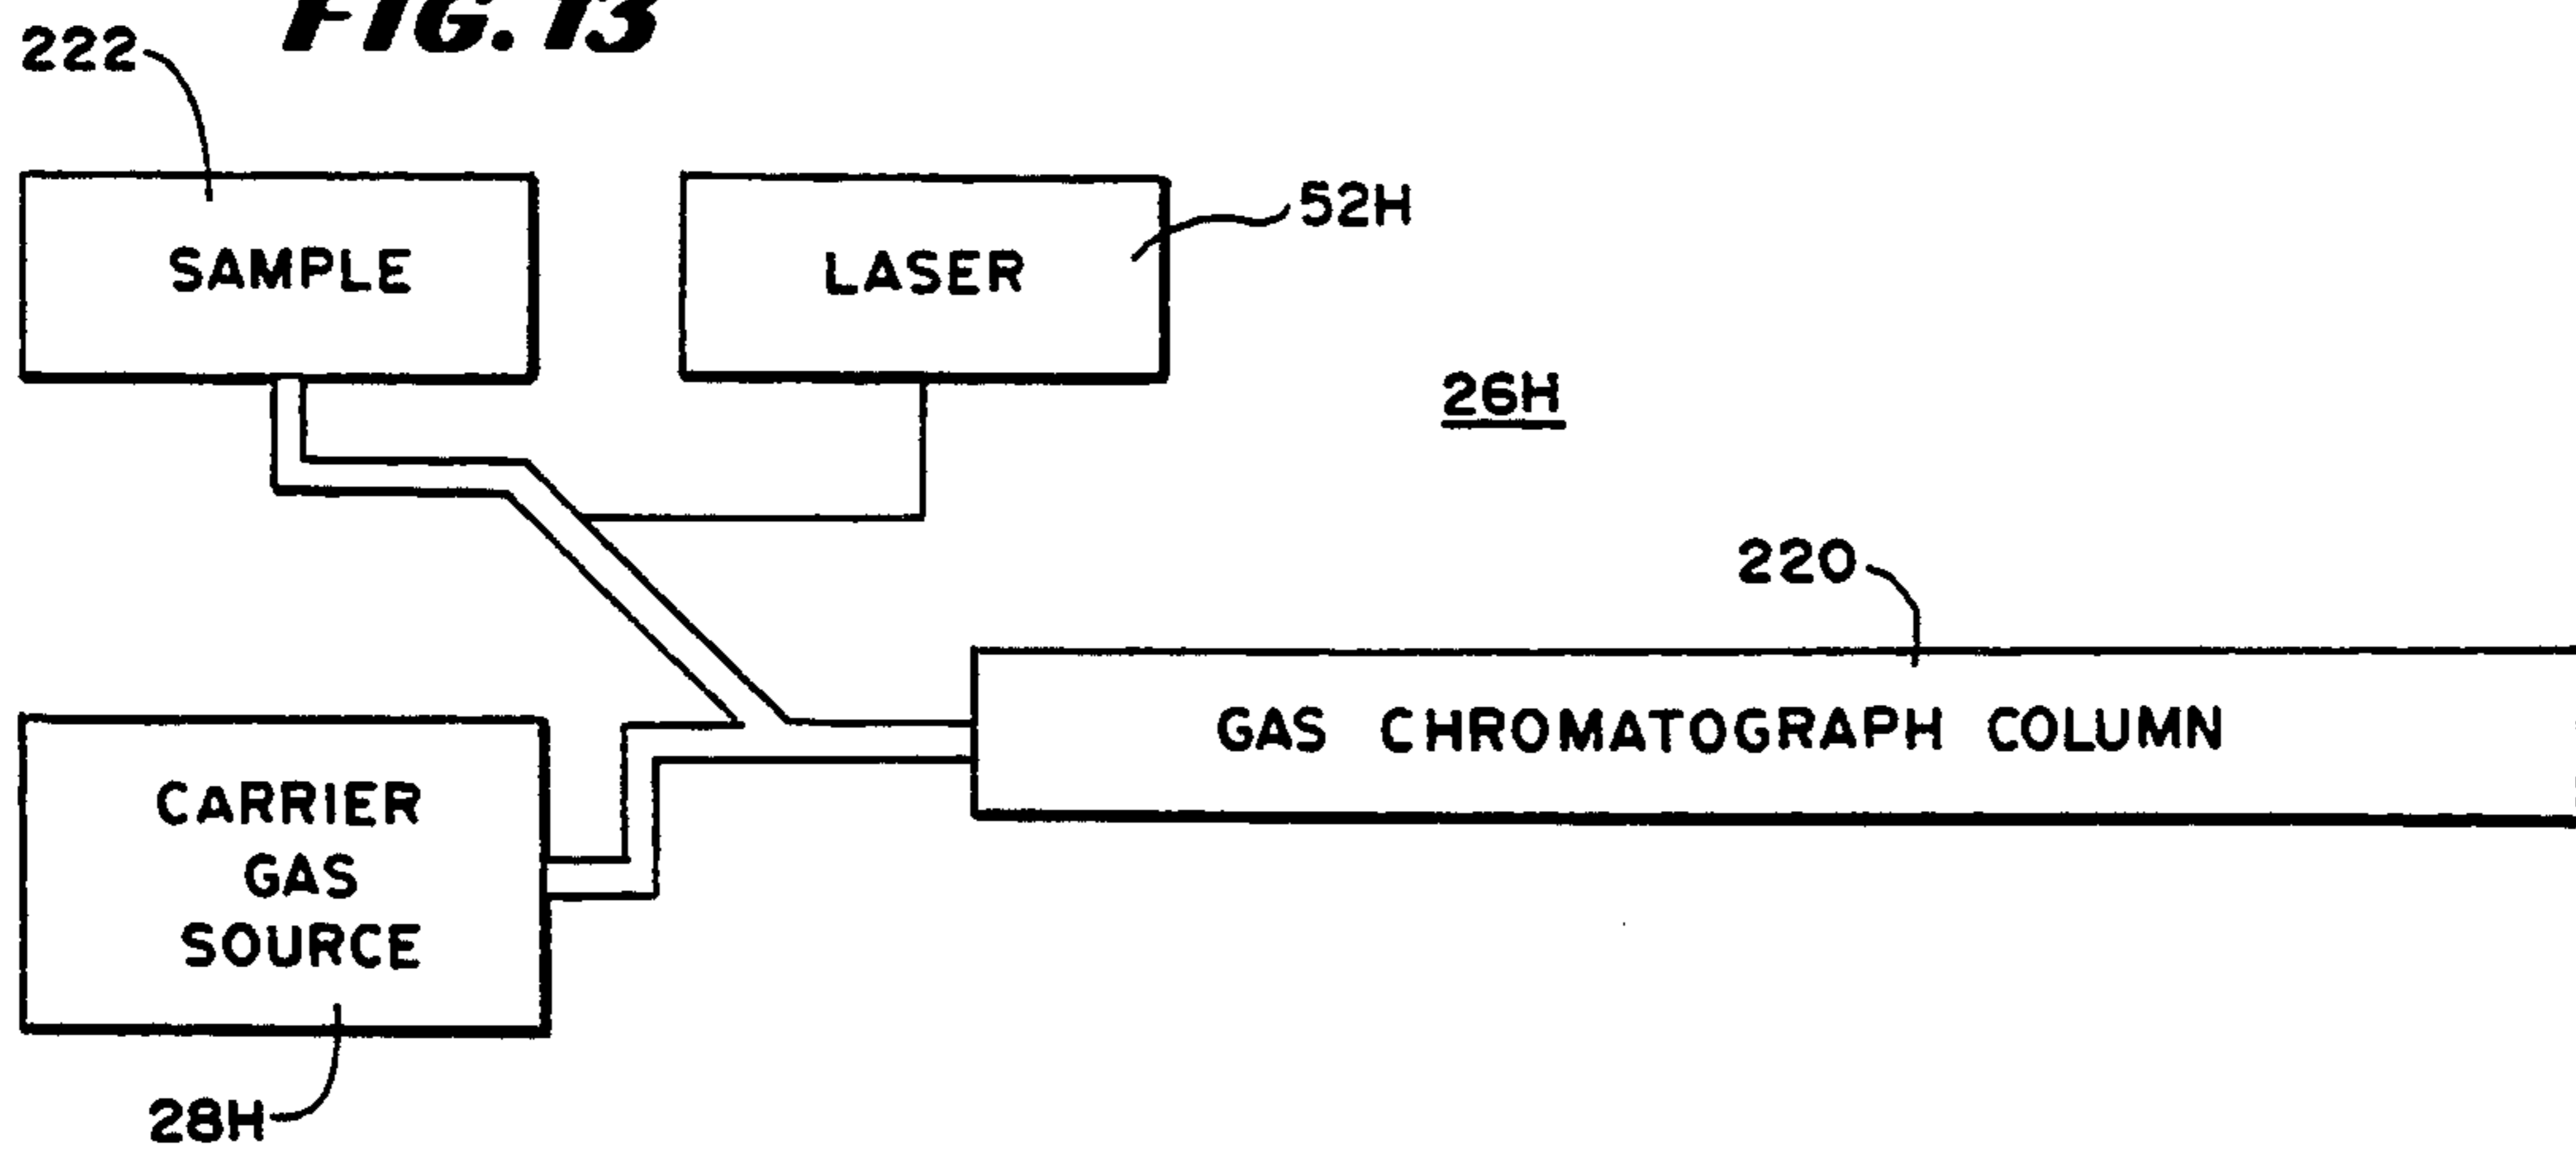 FIG. 13
222
SAMPLE
LASER
52H
26H
220
GAS CHROMATOGRAPH COLUMN
CARRIER
GAS
SOURCE
28H